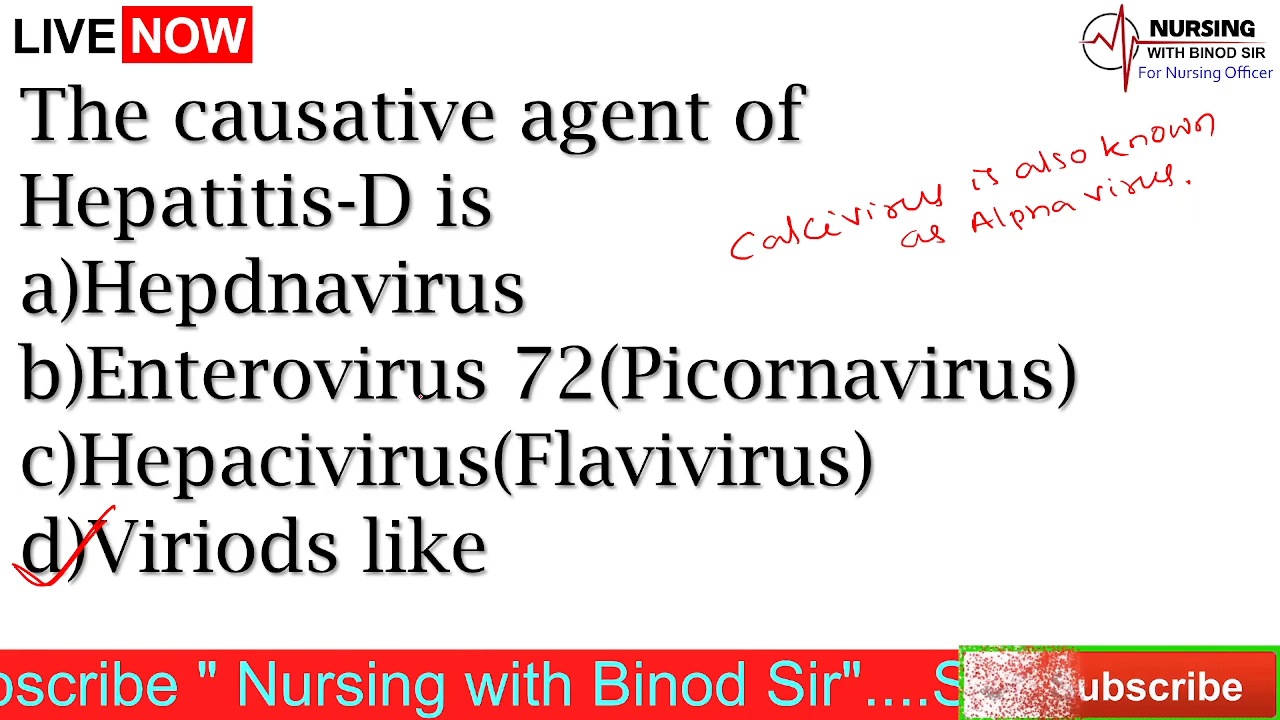 LIVE NOW
NURSING
WITH BINOD SIR
For Nursing Officer
The causative agent of
Hepatitis-D is
Calcivirus is also known
as Alpha virus.
a)Hepdnavirus
b)Enterovirus 72(Picornavirus)
c)Hepacivirus(Flavivirus)
d)Viriods like
bscribe " Nursing with Binod Sir"....S
ubscribe